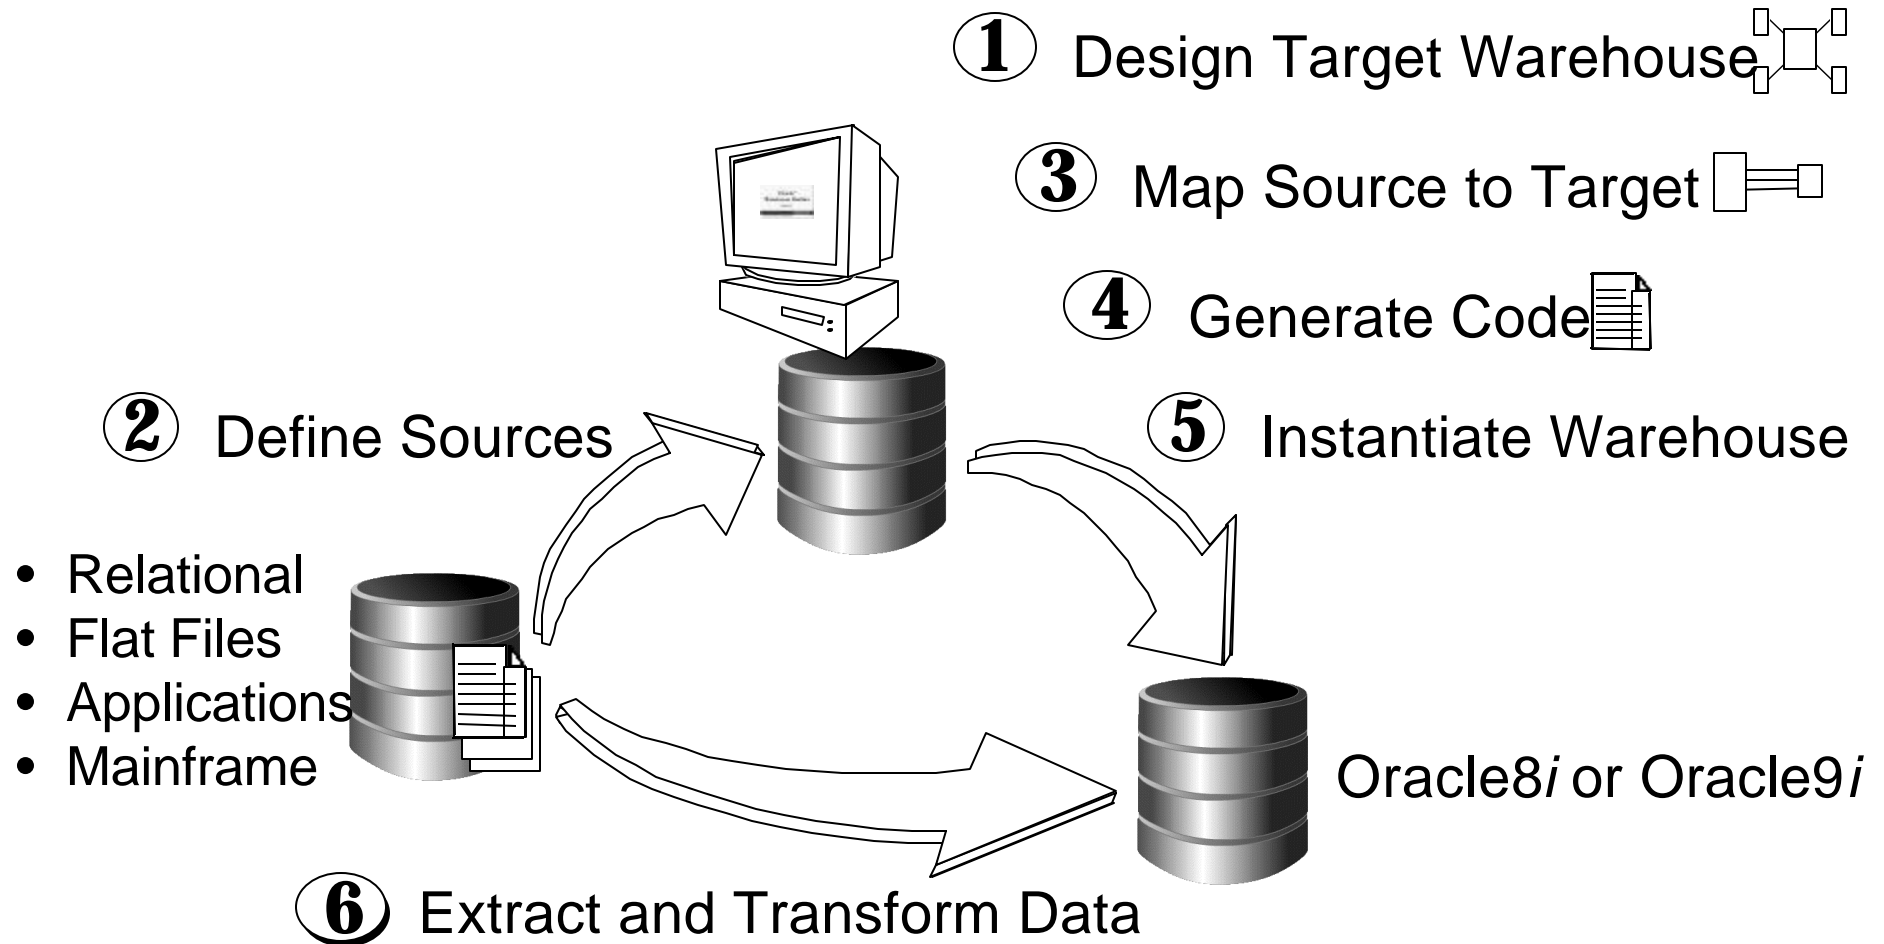 1 Design Target Warehouse
3 Map Source to Target
4 Generate Code
2 Define Sources
5 Instantiate Warehouse
• Relational
• Flat Files
• Applications
• Mainframe
Oracle8i or Oracle9i
6 Extract and Transform Data